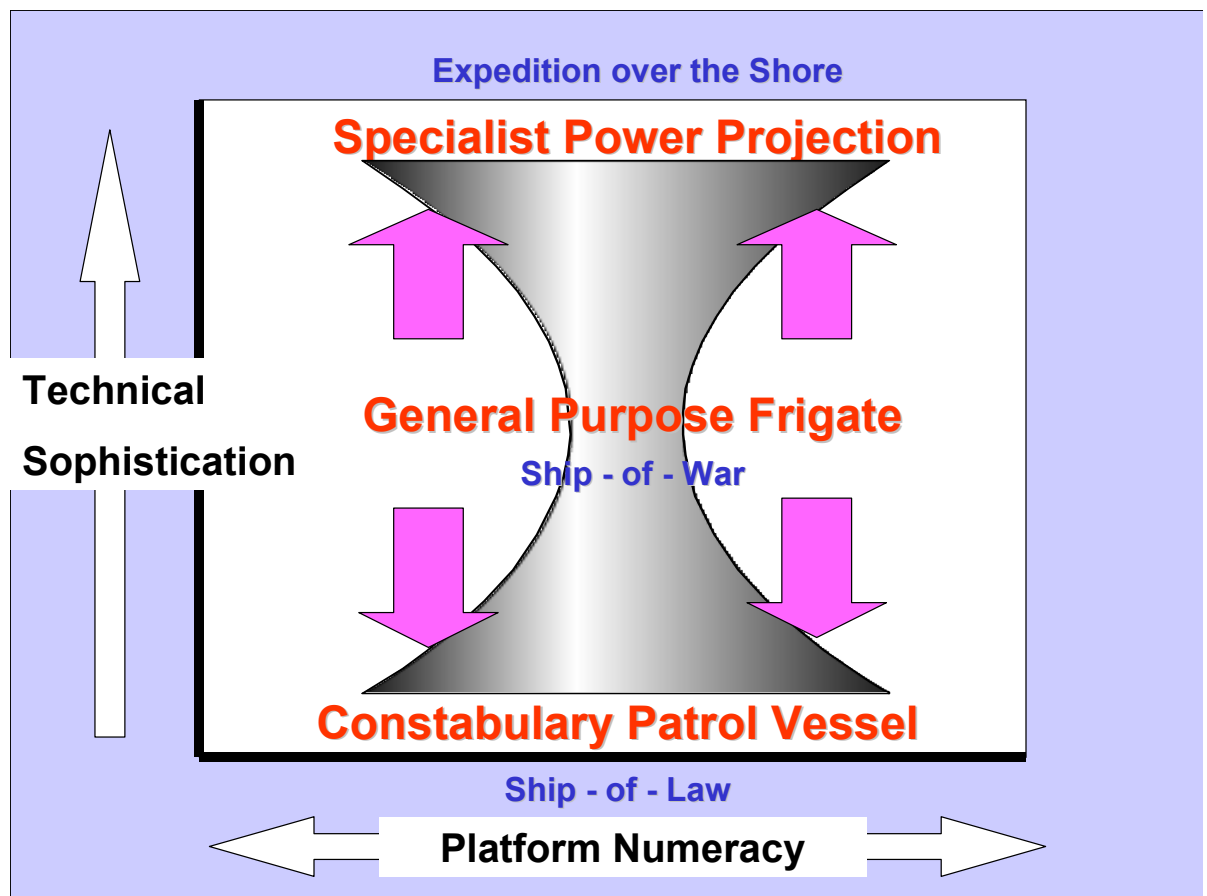 Expedition over the Shore
Specialist Power Projection
Technical
Sophistication
General Purpose Frigate
Ship - of - War
Constabulary Patrol Vessel
Ship - of - Law
Platform Numeracy